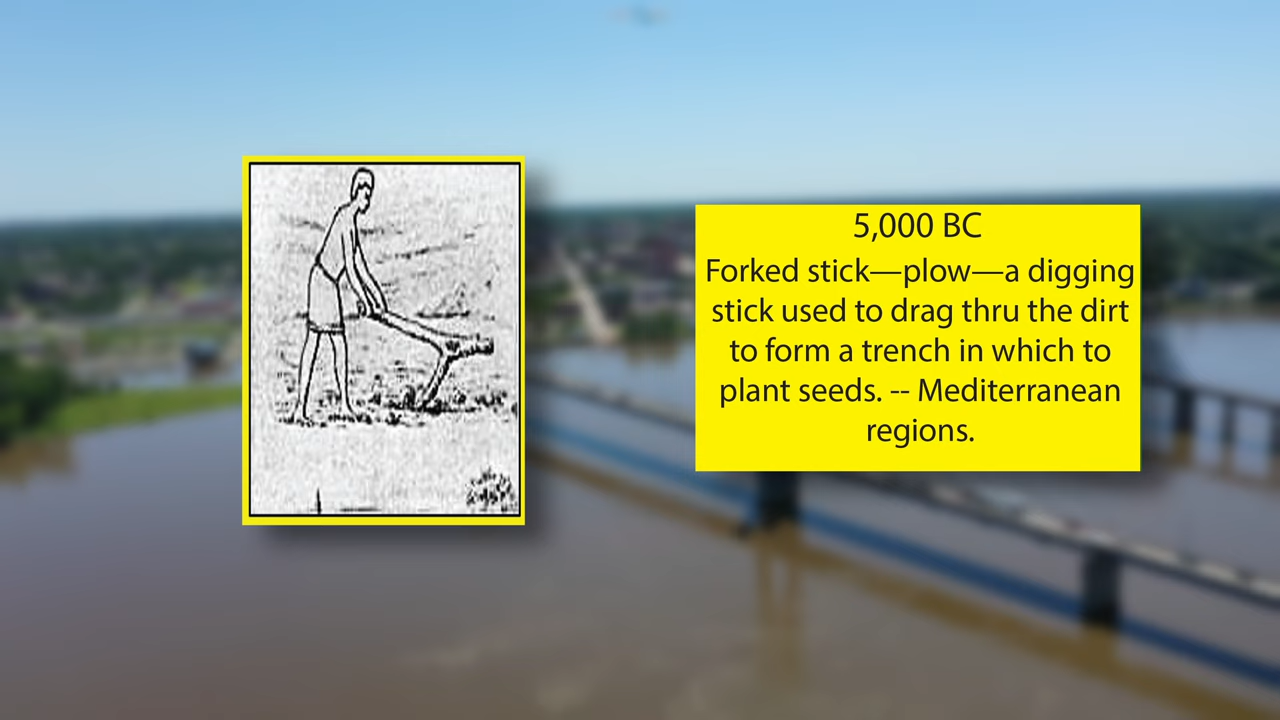 5,000 BC
Forked stick—plow—a digging
stick used to drag thru the dirt
to form a trench in which to
plant seeds. -- Mediterranean
regions.